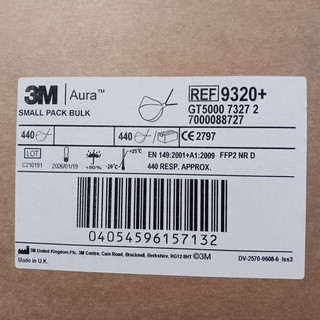 3M Aura™
REF 9320+
GT5000 7327 2
7000088727
SMALL PACK BULK
440
440
CE 2797
LOT
C210191
2026/01/19
<80%
-20°C
+25°C
EN 149:2001+A1:2009 FFP2 NR D
440 RESP. APPROX.
04054596157132
3M United Kingdom Plc, 3M Centre, Cain Road, Bracknell, Berkshire, RG12 8HT ©3M
Made in U.K.
DV-2570-9608-6_Iss3